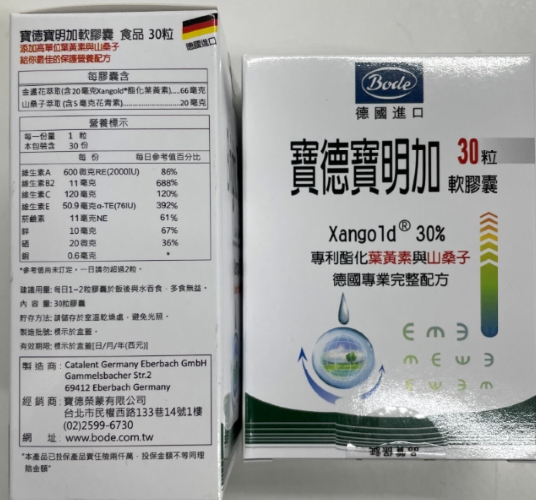 寶德寶明加 軟膠囊 食品 30粒
添加高單位葉黃素與山桑子
給你最佳的保護營養配方
德國進口
每膠囊含
金盞花萃取(含20毫克Xangold®酯化葉黃素)....66毫克
山桑子萃取(含5毫克花青素)........................20毫克
營養標示
每一份量 1 粒
本包裝含 30份
每 份 每日參考值百分比
維生素A 600 微克RE(2000IU) 86%
維生素B2 11 毫克 688%
維生素C 120 毫克 120%
維生素E 50.9 毫克α-TE(76IU) 392%
菸鹼素 11 毫克NE 61%
鋅 10 毫克 67%
硒 20 微克 36%
銅 0.6 毫克 *
*參考值尚未訂定。一日請勿超過2粒。
建議用量: 每日1~2粒膠囊於飯後與水吞食，多食無益。
內 容 量: 30粒膠囊
貯存方法: 請儲存於室溫乾燥處，避免光照。
製造批號: 標示於盒蓋。
有效期限: 標示於盒蓋[日/月/年(西元)]
製 造 商: Catalent Germany Eberbach GmbH
Gammelsbacher Str.2
69412 Eberbach Germany
經 銷 商: 寶德榮蒙有限公司
台北市民權西路133巷14號1樓
(02)2599-6730
網 址: www.bode.com.tw
*本產品已投保產品責任險兩仟萬，投保金額不等同理
賠金額*
Bode
德國進口
寶德寶明加 30粒
軟膠囊
Xangold® 30%
專利酯化葉黃素與山桑子
德國專業完整配方